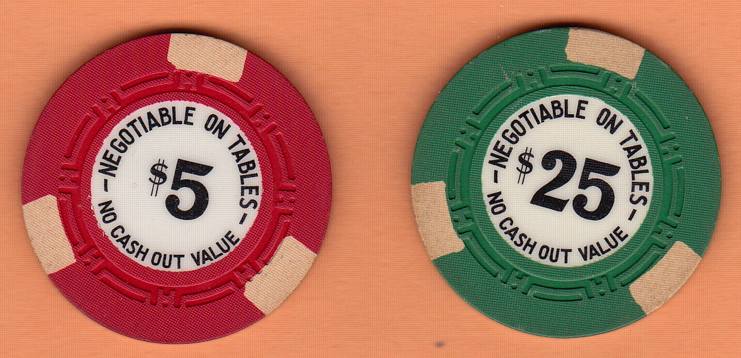 -NEGOTIABLE ON TABLES-
$5
NO CASH OUT VALUE
-NEGOTIABLE ON TABLES-
$25
NO CASH OUT VALUE